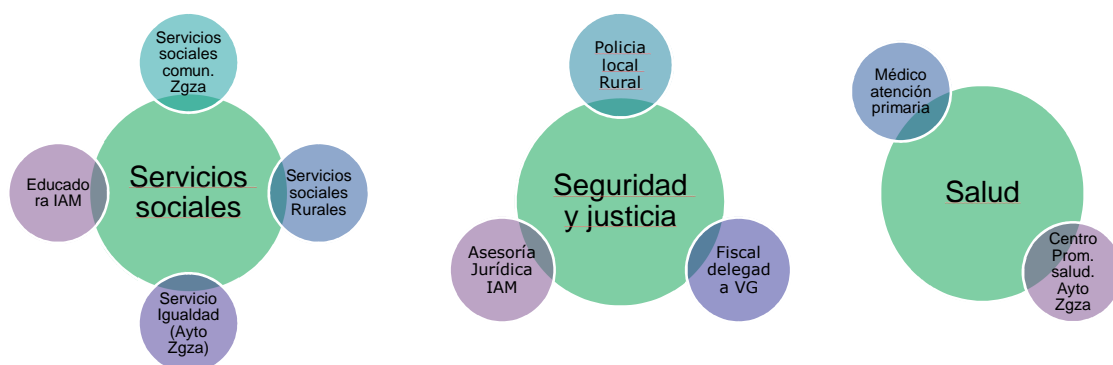 Servicios
sociales
comun.
Zgza
Educado
ra IAM
Servicios
sociales
Servicios
sociales
Rurales
Servicio
Igualdad
(Ayto
Zgza)
Policia
local
Rural
Seguridad
y justicia
Asesoría
Jurídica
IAM
Fiscal
delegad
a VG
Médico
atención
primaria
Salud
Centro
Prom.
salud.
Ayto
Zgza